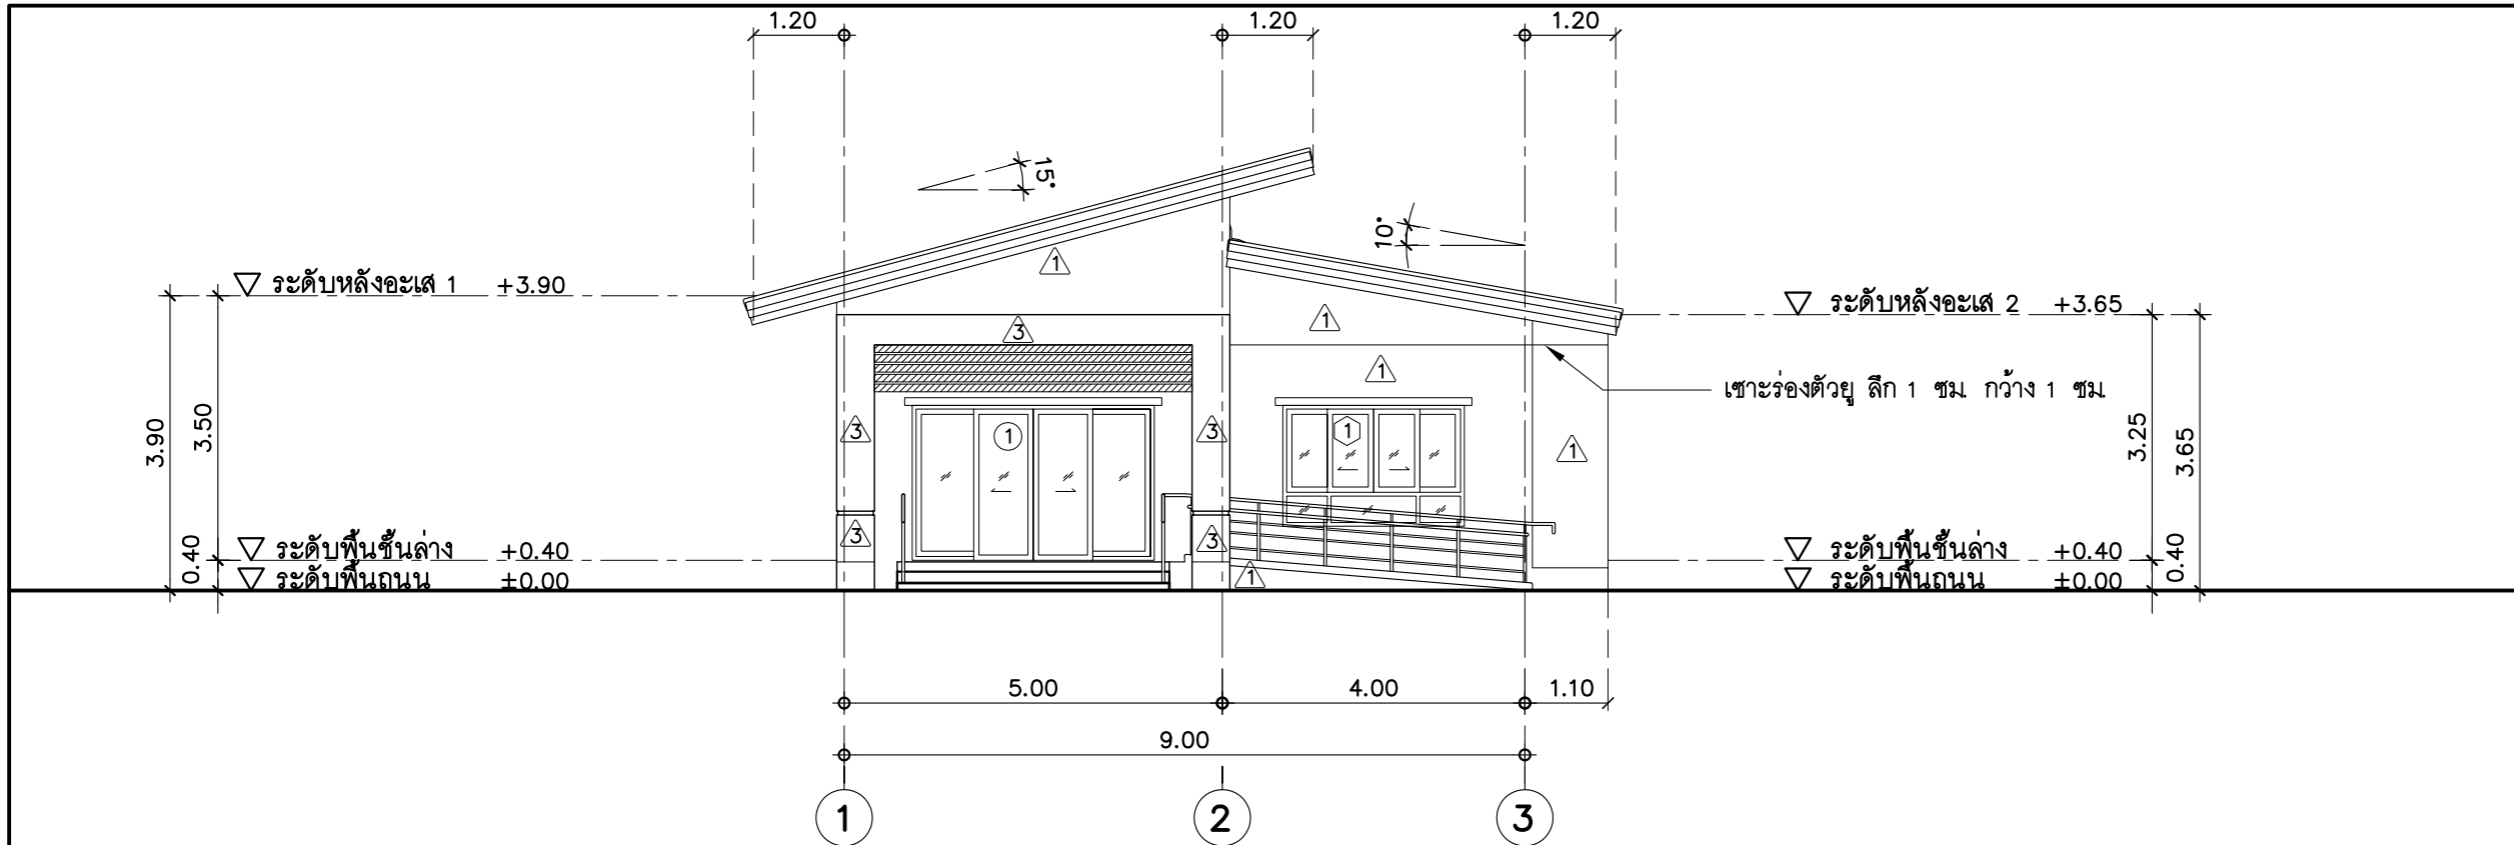 1.20 1.20 1.20
15°
10°
1
ระดับหลังอะเส 1 +3.90
ระดับหลังอะเส 2 +3.65
3 1
1
เซาะร่องตัวยู ลึก 1 ซม. กว้าง 1 ซม.
3.90 3.50 3 1 3 1 1 3.25 3.65
3 3
ระดับพื้นชั้นล่าง +0.40
ระดับพื้นชั้นล่าง +0.40
0.40 0.40
ระดับพื้นถนน ±0.00 1
ระดับพื้นถนน ±0.00
5.00 4.00 1.10
9.00
1 2 3